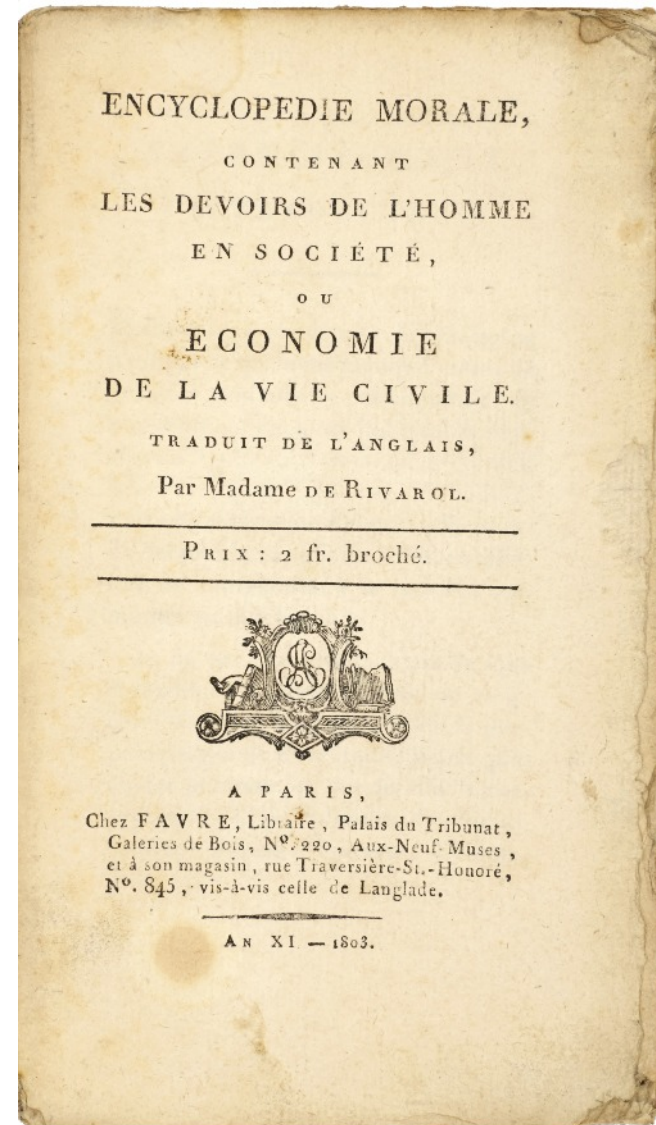 ENCYCLOPEDIE MORALE,
CONTENANT
LES DEVOIRS DE L'HOMME
EN SOCIÉTÉ,
OU
ECONOMIE
DE LA VIE CIVILE.
TRADUIT DE L'ANGLAIS,
Par Madame DE RIVAROL.
PRIX : 2 fr. broché.
A PARIS,
Chez FAVRE, Libraire, Palais du Tribunat,
Galeries de Bois, Nº. 220, Aux-Neuf-Muses,
et à son magasin, rue Traversière-St.-Honoré,
Nº. 845, vis-à-vis celle de Langlade.
AN XI — 1803.